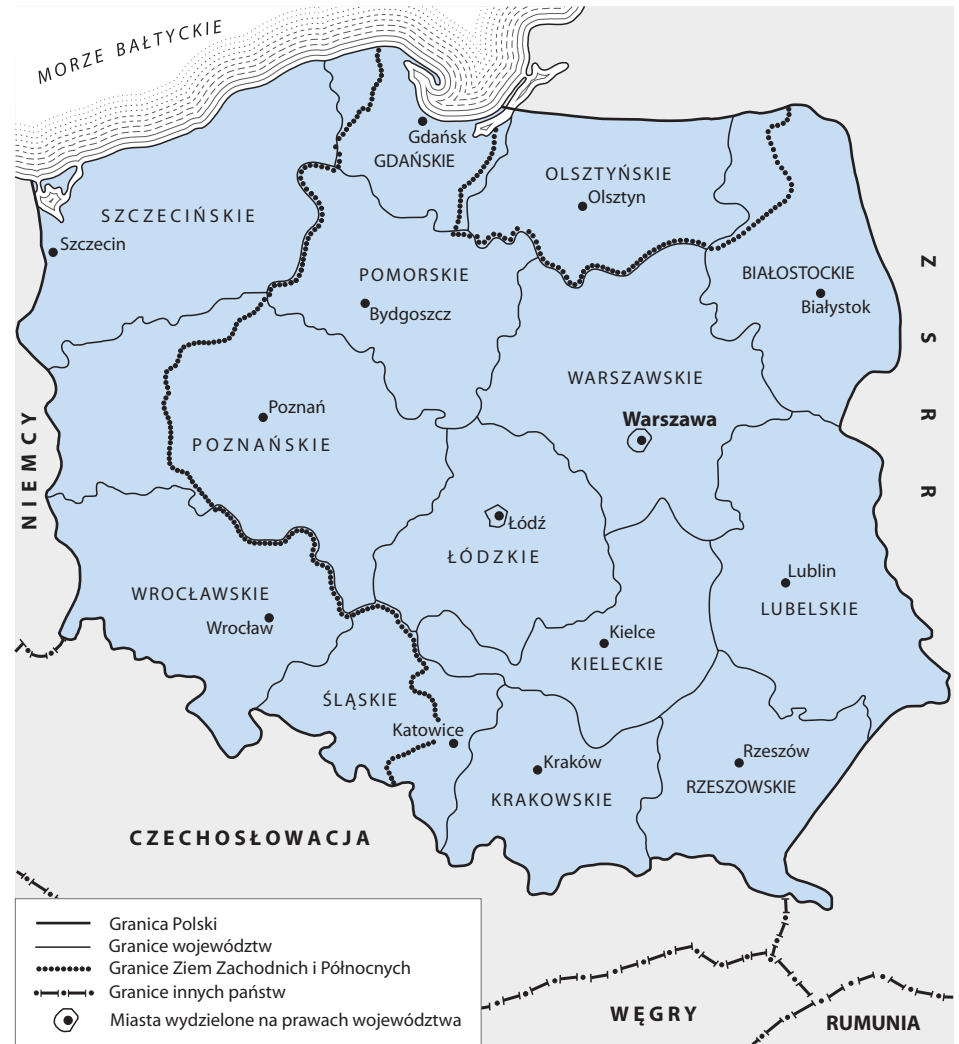 MORZE BAŁTYCKIE
Gdańsk
GDAŃSKIE
OLSZTYŃSKIE
Olsztyn
SZCZECIŃSKIE
Szczecin
POMORSKIE
Bydgoszcz
BIAŁOSTOCKIE
Białystok
Z S R R
WARSZAWSKIE
Warszawa
Poznań
POZNAŃSKIE
NIEMCY
Łódź
ŁÓDZKIE
Lublin
LUBELSKIE
WROCŁAWSKIE
Wrocław
Kielce
KIELECKIE
ŚLĄSKIE
Katowice
Kraków
KRAKOWSKIE
Rzeszów
RZESZOWSKIE
CZECHOSŁOWACJA
WĘGRY
RUMUNIA
Granica Polski
Granice województw
Granice Ziem Zachodnich i Północnych
Granice innych państw
Miasta wydzielone na prawach województwa